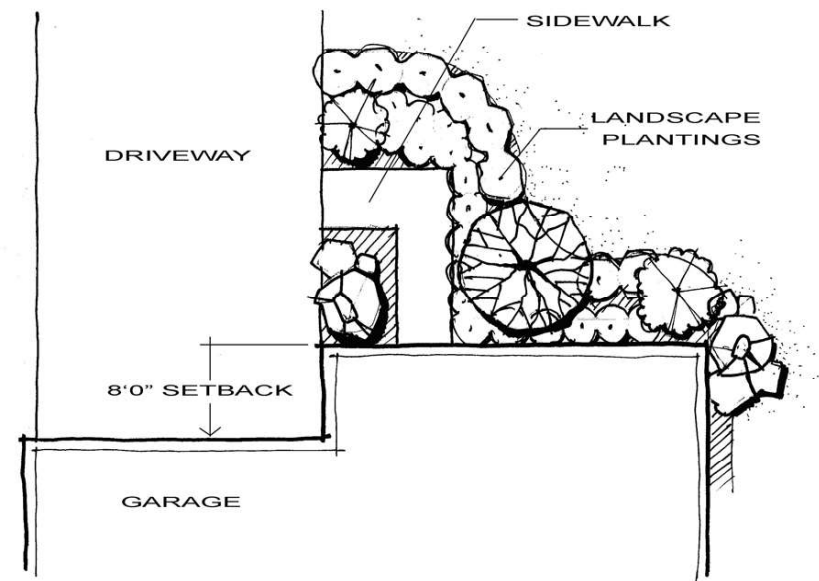 SIDEWALK
LANDSCAPE
PLANTINGS
DRIVEWAY
8'0" SETBACK
GARAGE